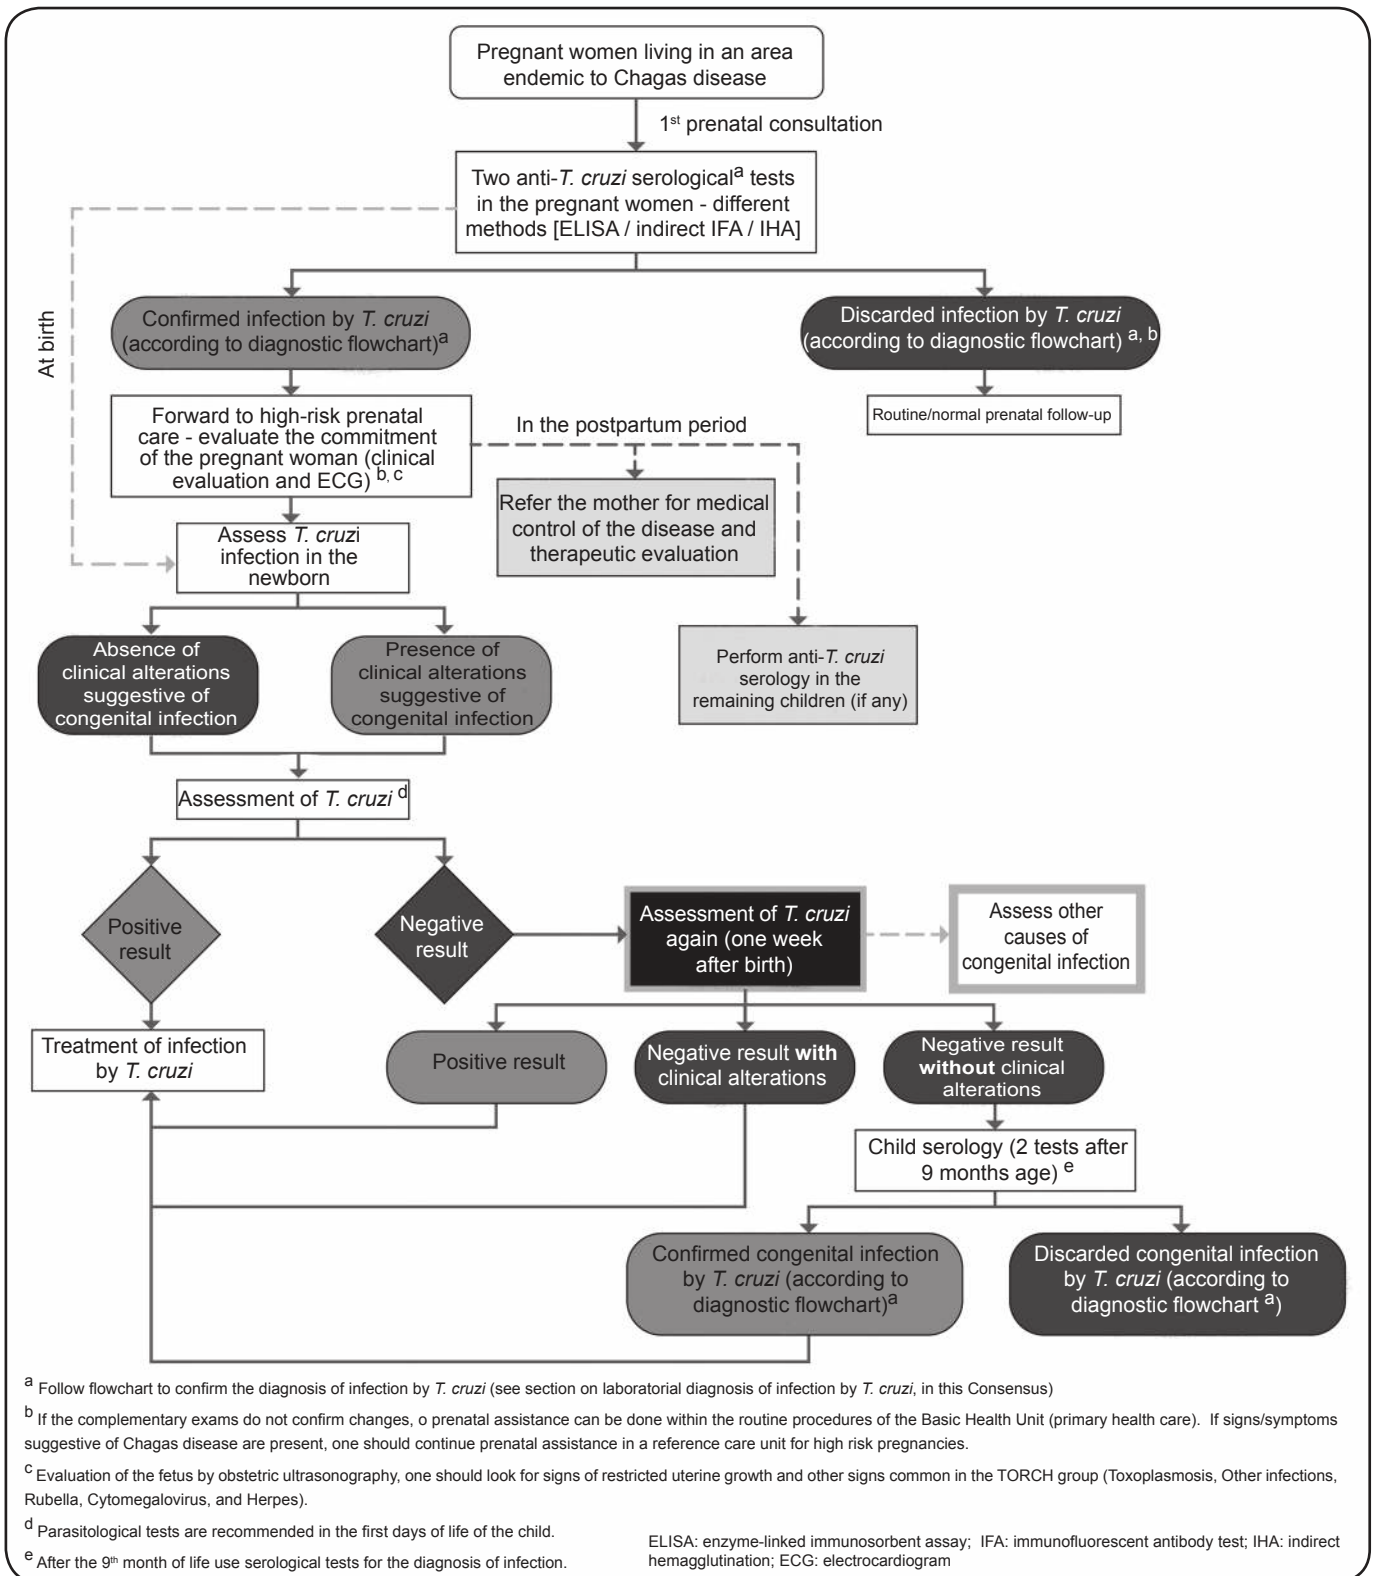 Pregnant women living in an area
endemic to Chagas disease
1st prenatal consultation
Two anti-T. cruzi serologicala tests
in the pregnant women - different
methods [ELISA / indirect IFA / IHA]
At birth
Confirmed infection by T. cruzi
(according to diagnostic flowchart)a
Discarded infection by T. cruzi
(according to diagnostic flowchart) a, b
Forward to high-risk prenatal
care - evaluate the commitment
of the pregnant woman (clinical
evaluation and ECG) b, c
Routine/normal prenatal follow-up
In the postpartum period
Refer the mother for medical
control of the disease and
therapeutic evaluation
Assess T. cruzi
infection in the
newborn
Perform anti-T. cruzi
serology in the
remaining children (if any)
Absence of
clinical alterations
suggestive of
congenital infection
Presence of
clinical alterations
suggestive of
congenital infection
Assessment of T. cruzi d
Positive
result
Negative
result
Assessment of T. cruzi
again (one week
after birth)
Assess other
causes of
congenital infection
Treatment of infection
by T. cruzi
Positive result
Negative result with
clinical alterations
Negative result
without clinical
alterations
Child serology (2 tests after
9 months age) e
Confirmed congenital infection
by T. cruzi (according to
diagnostic flowchart)a
Discarded congenital infection
by T. cruzi (according to
diagnostic flowchart a)
a Follow flowchart to confirm the diagnosis of infection by T. cruzi (see section on laboratorial diagnosis of infection by T. cruzi, in this Consensus)
b If the complementary exams do not confirm changes, o prenatal assistance can be done within the routine procedures of the Basic Health Unit (primary health care). If signs/symptoms
suggestive of Chagas disease are present, one should continue prenatal assistance in a reference care unit for high risk pregnancies.
c Evaluation of the fetus by obstetric ultrasonography, one should look for signs of restricted uterine growth and other signs common in the TORCH group (Toxoplasmosis, Other infections,
Rubella, Cytomegalovirus, and Herpes).
d Parasitological tests are recommended in the first days of life of the child.
e After the 9th month of life use serological tests for the diagnosis of infection.
ELISA: enzyme-linked immunosorbent assay; IFA: immunofluorescent antibody test; IHA: indirect
hemagglutination; ECG: electrocardiogram